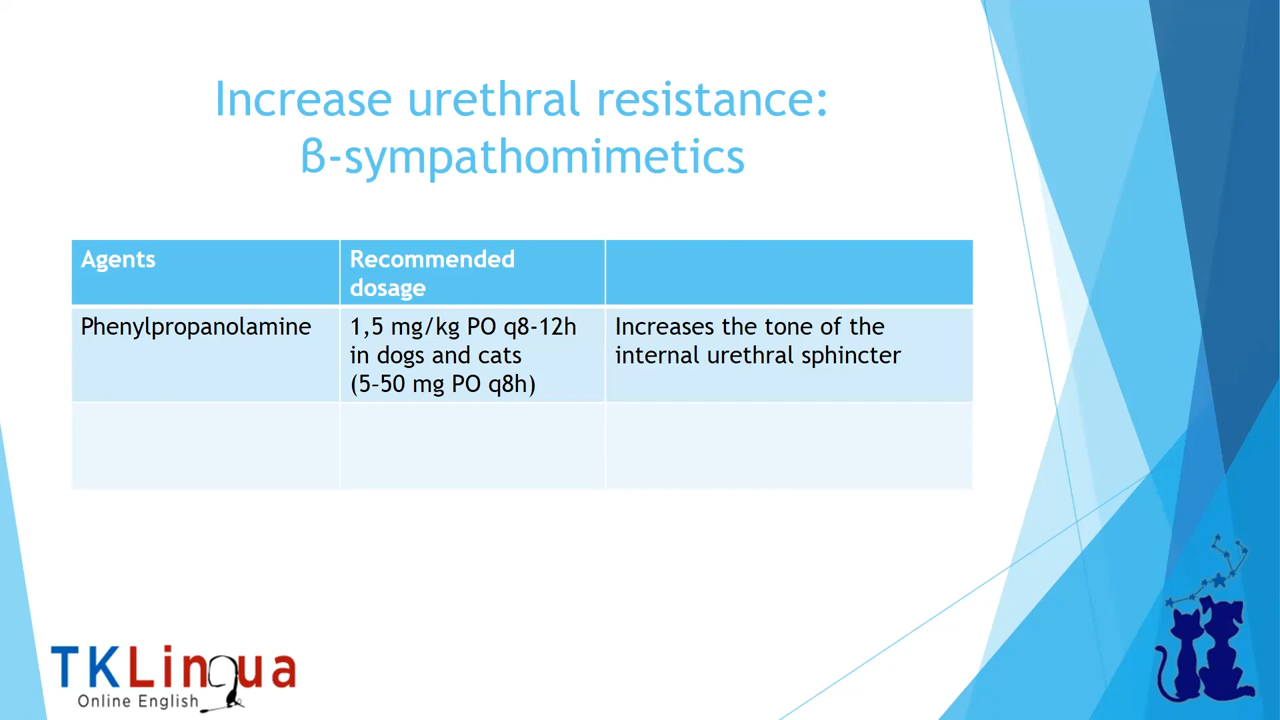 Increase urethral resistance:
ß-sympathomimetics
Agents
Recommended
dosage
Phenylpropanolamine
1,5 mg/kg PO q8-12h
in dogs and cats
(5–50 mg PO q8h)
Increases the tone of the
internal urethral sphincter
TKLingua
Online English